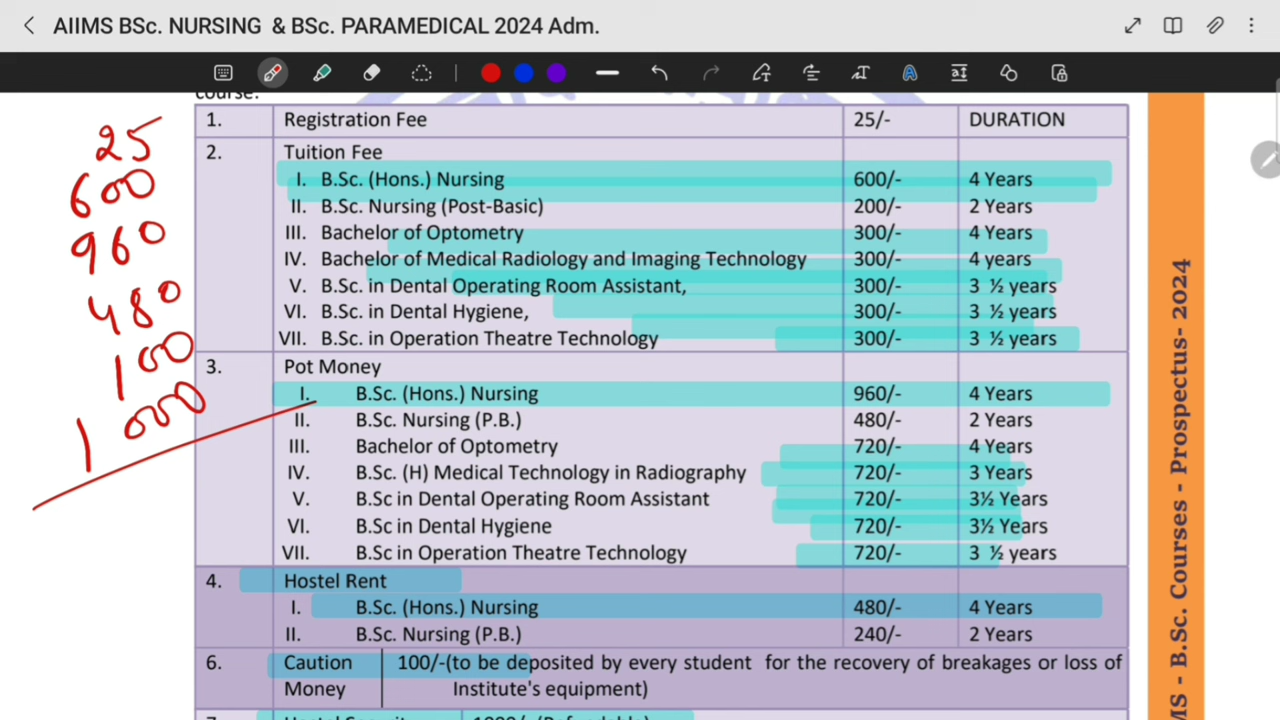 AIIMS BSc. NURSING & BSc. PARAMEDICAL 2024 Adm.
course:
1. Registration Fee 25/- DURATION
2. Tuition Fee
I. B.Sc. (Hons.) Nursing 600/- 4 Years
II. B.Sc. Nursing (Post-Basic) 200/- 2 Years
III. Bachelor of Optometry 300/- 4 Years
IV. Bachelor of Medical Radiology and Imaging Technology 300/- 4 years
V. B.Sc. in Dental Operating Room Assistant, 300/- 3 ½ years
VI. B.Sc. in Dental Hygiene, 300/- 3 ½ years
VII. B.Sc. in Operation Theatre Technology 300/- 3 ½ years
3. Pot Money
I. B.Sc. (Hons.) Nursing 960/- 4 Years
II. B.Sc. Nursing (P.B.) 480/- 2 Years
III. Bachelor of Optometry 720/- 4 Years
IV. B.Sc. (H) Medical Technology in Radiography 720/- 3 Years
V. B.Sc in Dental Operating Room Assistant 720/- 3½ Years
VI. B.Sc in Dental Hygiene 720/- 3½ Years
VII. B.Sc in Operation Theatre Technology 720/- 3 ½ years
4. Hostel Rent
I. B.Sc. (Hons.) Nursing 480/- 4 Years
II. B.Sc. Nursing (P.B.) 240/- 2 Years
6. Caution Money 100/-(to be deposited by every student for the recovery of breakages or loss of
Institute's equipment)
7. Hostel Security 1000/-(Refundable)
25
600
960
480
100
1000
MS - B.Sc. Courses - Prospectus- 2024